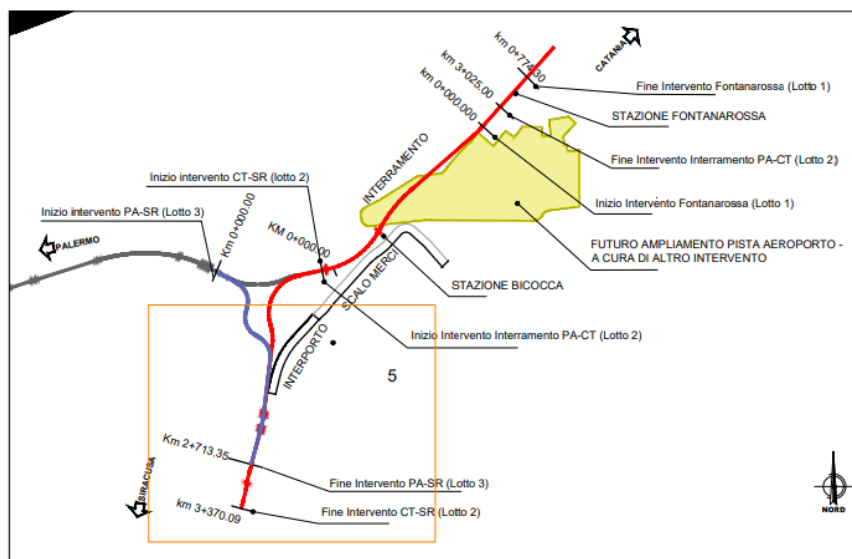 CATANIA
km 0+774.30
km 3+025.00
km 0+000.000
Fine Intervento Fontanarossa (Lotto 1)
STAZIONE FONTANAROSSA
Fine Intervento Interramento PA-CT (Lotto 2)
INTERRAMENTO
Inizio intervento CT-SR (lotto 2)
Inizio Intervento Fontanarossa (Lotto 1)
Inizio intervento PA-SR (Lotto 3)
Km 0+000.00
KM 0+000.00
PALERMO
FUTURO AMPLIAMENTO PISTA AEROPORTO -
A CURA DI ALTRO INTERVENTO
STAZIONE BICOCCA
SCALO MERCI
Inizio Intervento Interramento PA-CT (Lotto 2)
INTERPORTO
5
Km 2+713,35
Fine Intervento PA-SR (Lotto 3)
SIRACUSA
km 3+370.09
Fine Intervento CT-SR (Lotto 2)
NORD